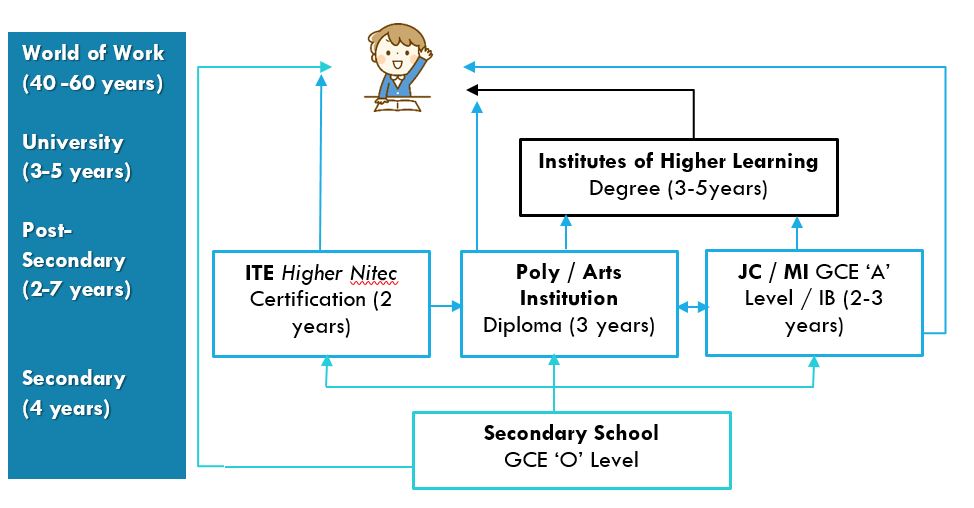 World of Work
(40 -60 years)
University
(3-5 years)
Post-
Secondary
(2-7 years)
Secondary
(4 years)
Institutes of Higher Learning
Degree (3-5years)
ITE Higher Nitec
Certification (2
years)
Poly / Arts
Institution
Diploma (3 years)
JC / MI GCE ‘A’
Level / IB (2-3
years)
Secondary School
GCE ‘O’ Level